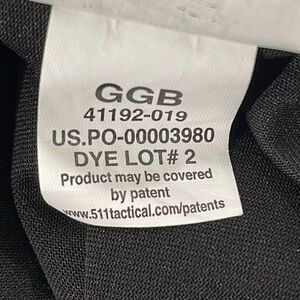 GGB
41192-019
US.PO-00003980
DYE LOT# 2
Product may be covered
by patent
www.511tactical.com/patents